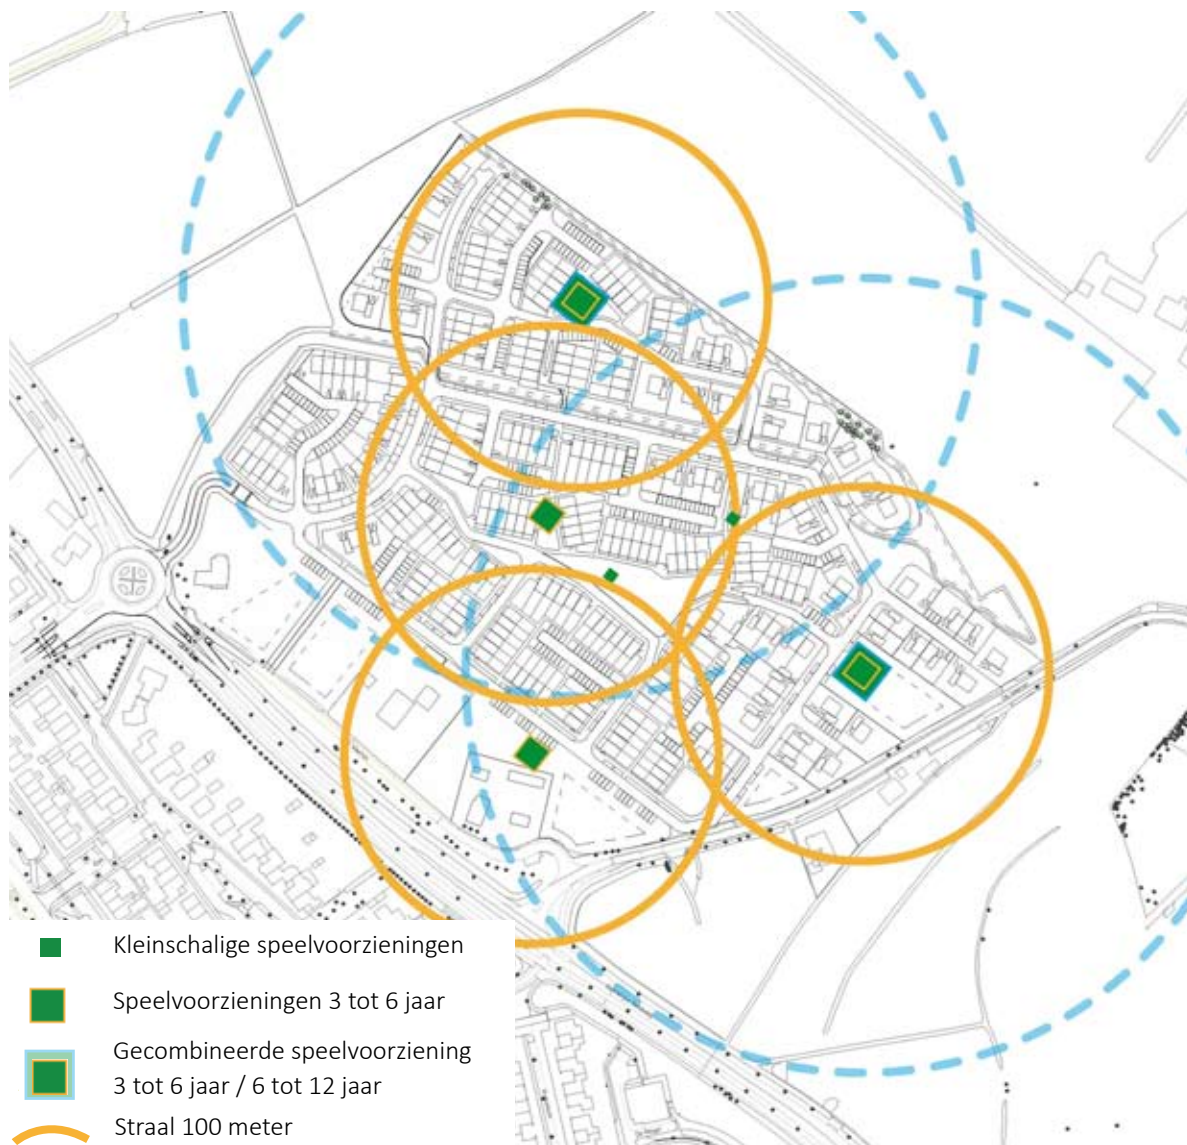 Kleinschalige speelvoorzieningen
Speelvoorzieningen 3 tot 6 jaar
Gecombineerde speelvoorziening
3 tot 6 jaar / 6 tot 12 jaar
Straal 100 meter